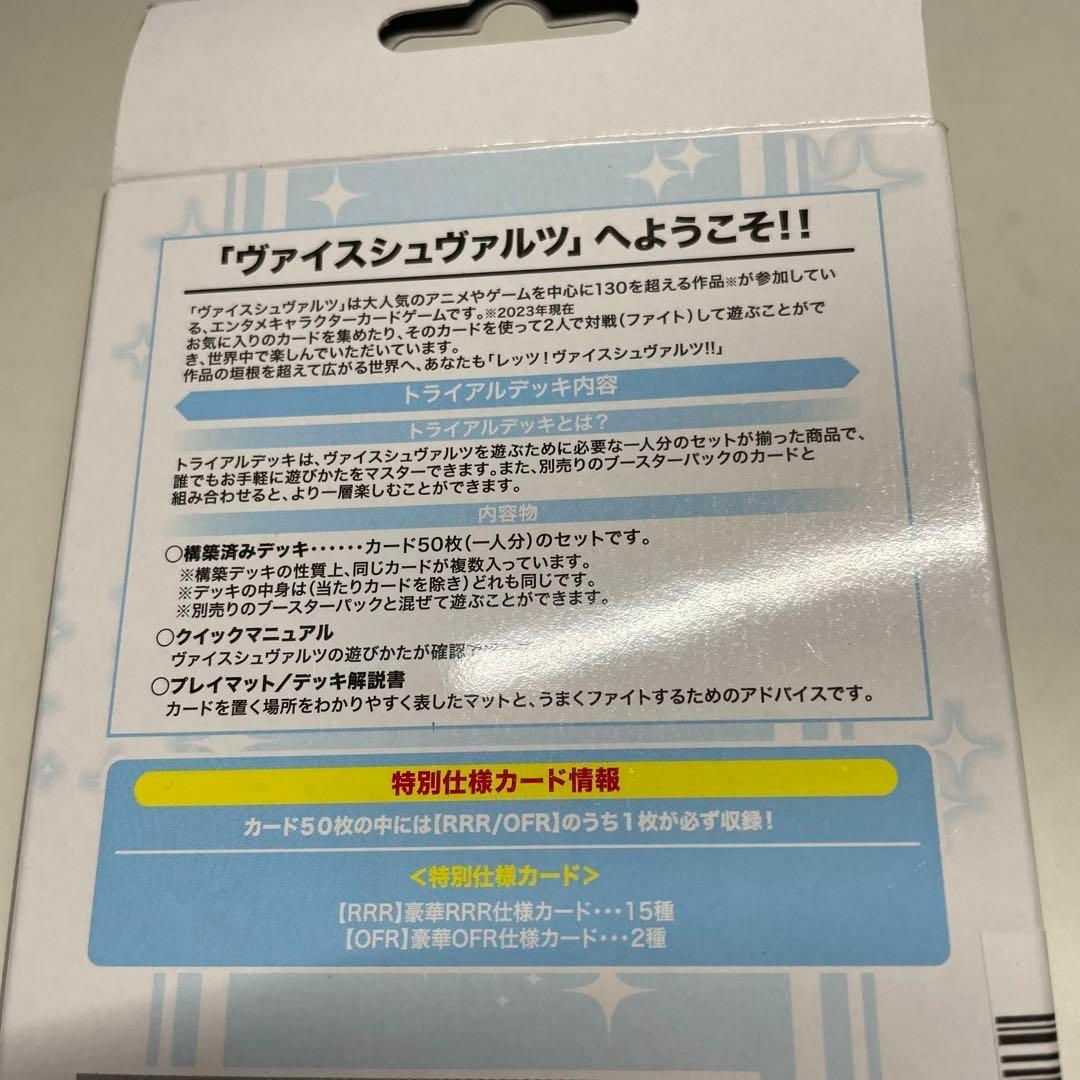 「ヴァイスシュヴァルツ」へようこそ!!
「ヴァイスシュヴァルツ」は大人気のアニメやゲームを中心に130を超える作品※が参加してい
る、エンタメキャラクターカードゲームです。※2023年現在
お気に入りのカードを集めたり、そのカードを使って2人で対戦(ファイト)して遊ぶことがで
き、世界中で楽しんでいただいています。
作品の垣根を超えて広がる世界へ、あなたも「レッツ!ヴァイスシュヴァルツ!!」
トライアルデッキ内容
トライアルデッキとは?
トライアルデッキは、ヴァイスシュヴァルツを遊ぶために必要な一人分のセットが揃った商品で、
誰でもお手軽に遊びかたをマスターできます。また、別売りのブースターパックのカードと
組み合わせると、より一層楽しむことができます。
内容物
○構築済みデッキ・・・・・・カード50枚(一人分)のセットです。
※構築デッキの性質上、同じカードが複数入っています。
※デッキの中身は(当たりカードを除き)どれも同じです。
※別売りのブースターパックと混ぜて遊ぶことができます。
○クイックマニュアル
ヴァイスシュヴァルツの遊びかたが確認
○プレイマット/デッキ解説書
カードを置く場所をわかりやすく表したマットと、うまくファイトするためのアドバイスです。
特別仕様カード情報
カード50枚の中には【RRR/OFR】のうち1枚が必ず収録!
<特別仕様カード>
【RRR】豪華RRR仕様カード・・・15種
【OFR】豪華OFR仕様カード・・・2種